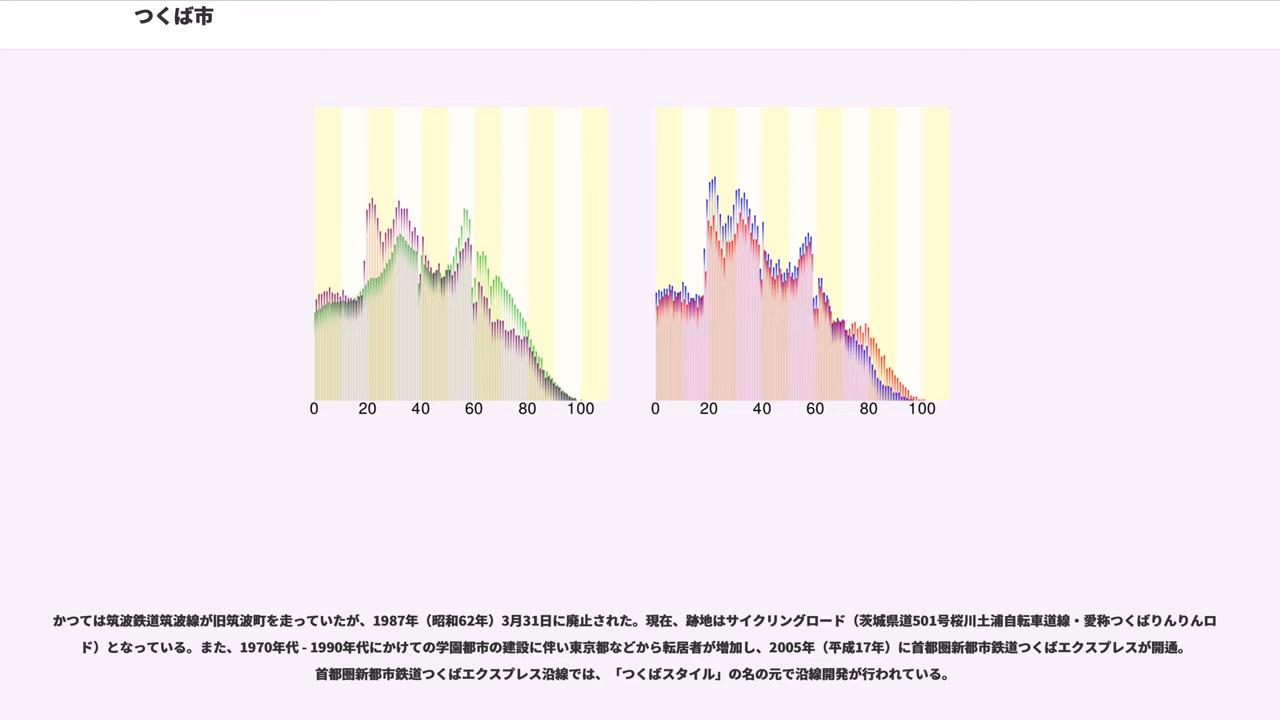 つくば市
0 20 40 60 80 100 0 20 40 60 80 100
かつては筑波鉄道筑波線が旧筑波町を走っていたが、1987年（昭和62年）3月31日に廃止された。現在、跡地はサイクリングロード（茨城県道501号桜川土浦自転車道線・愛称つくばりんりんロ
ド）となっている。また、1970年代 - 1990年代にかけての学園都市の建設に伴い東京都などから転居者が増加し、2005年（平成17年）に首都圏新都市鉄道つくばエクスプレスが開通。
首都圏新都市鉄道つくばエクスプレス沿線では、「つくばスタイル」の名の元で沿線開発が行われている。